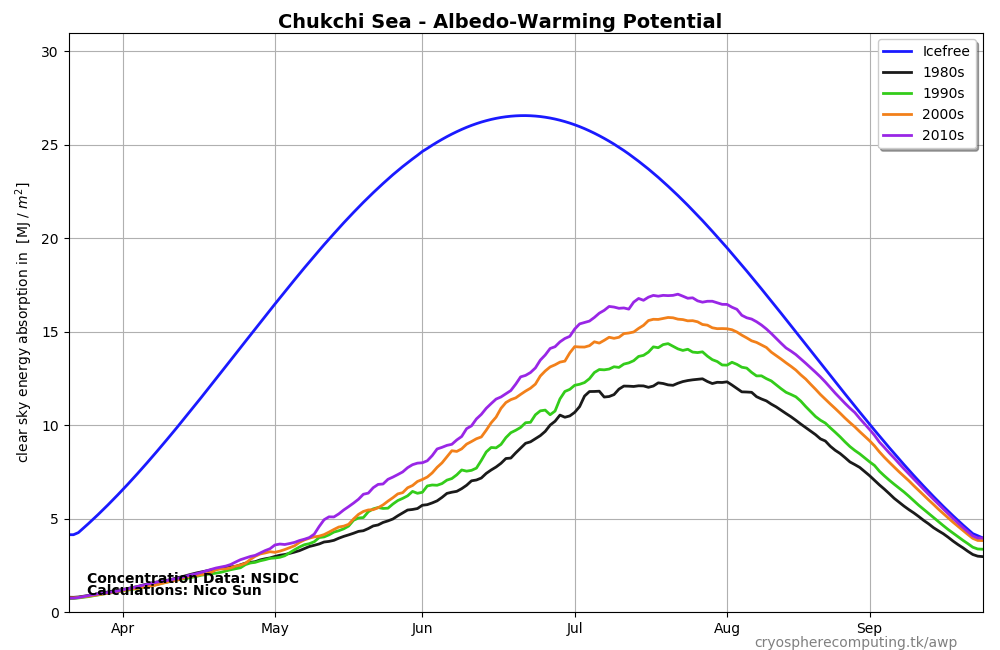 Chukchi Sea - Albedo-Warming Potential
clear sky energy absorption in [MJ / m²]
30
25
20
15
10
5
0
Icefree
1980s
1990s
2000s
2010s
Concentration Data: NSIDC
Calculations: Nico Sun
Apr May Jun Jul Aug Sep
cryospherecomputing.tk/awp